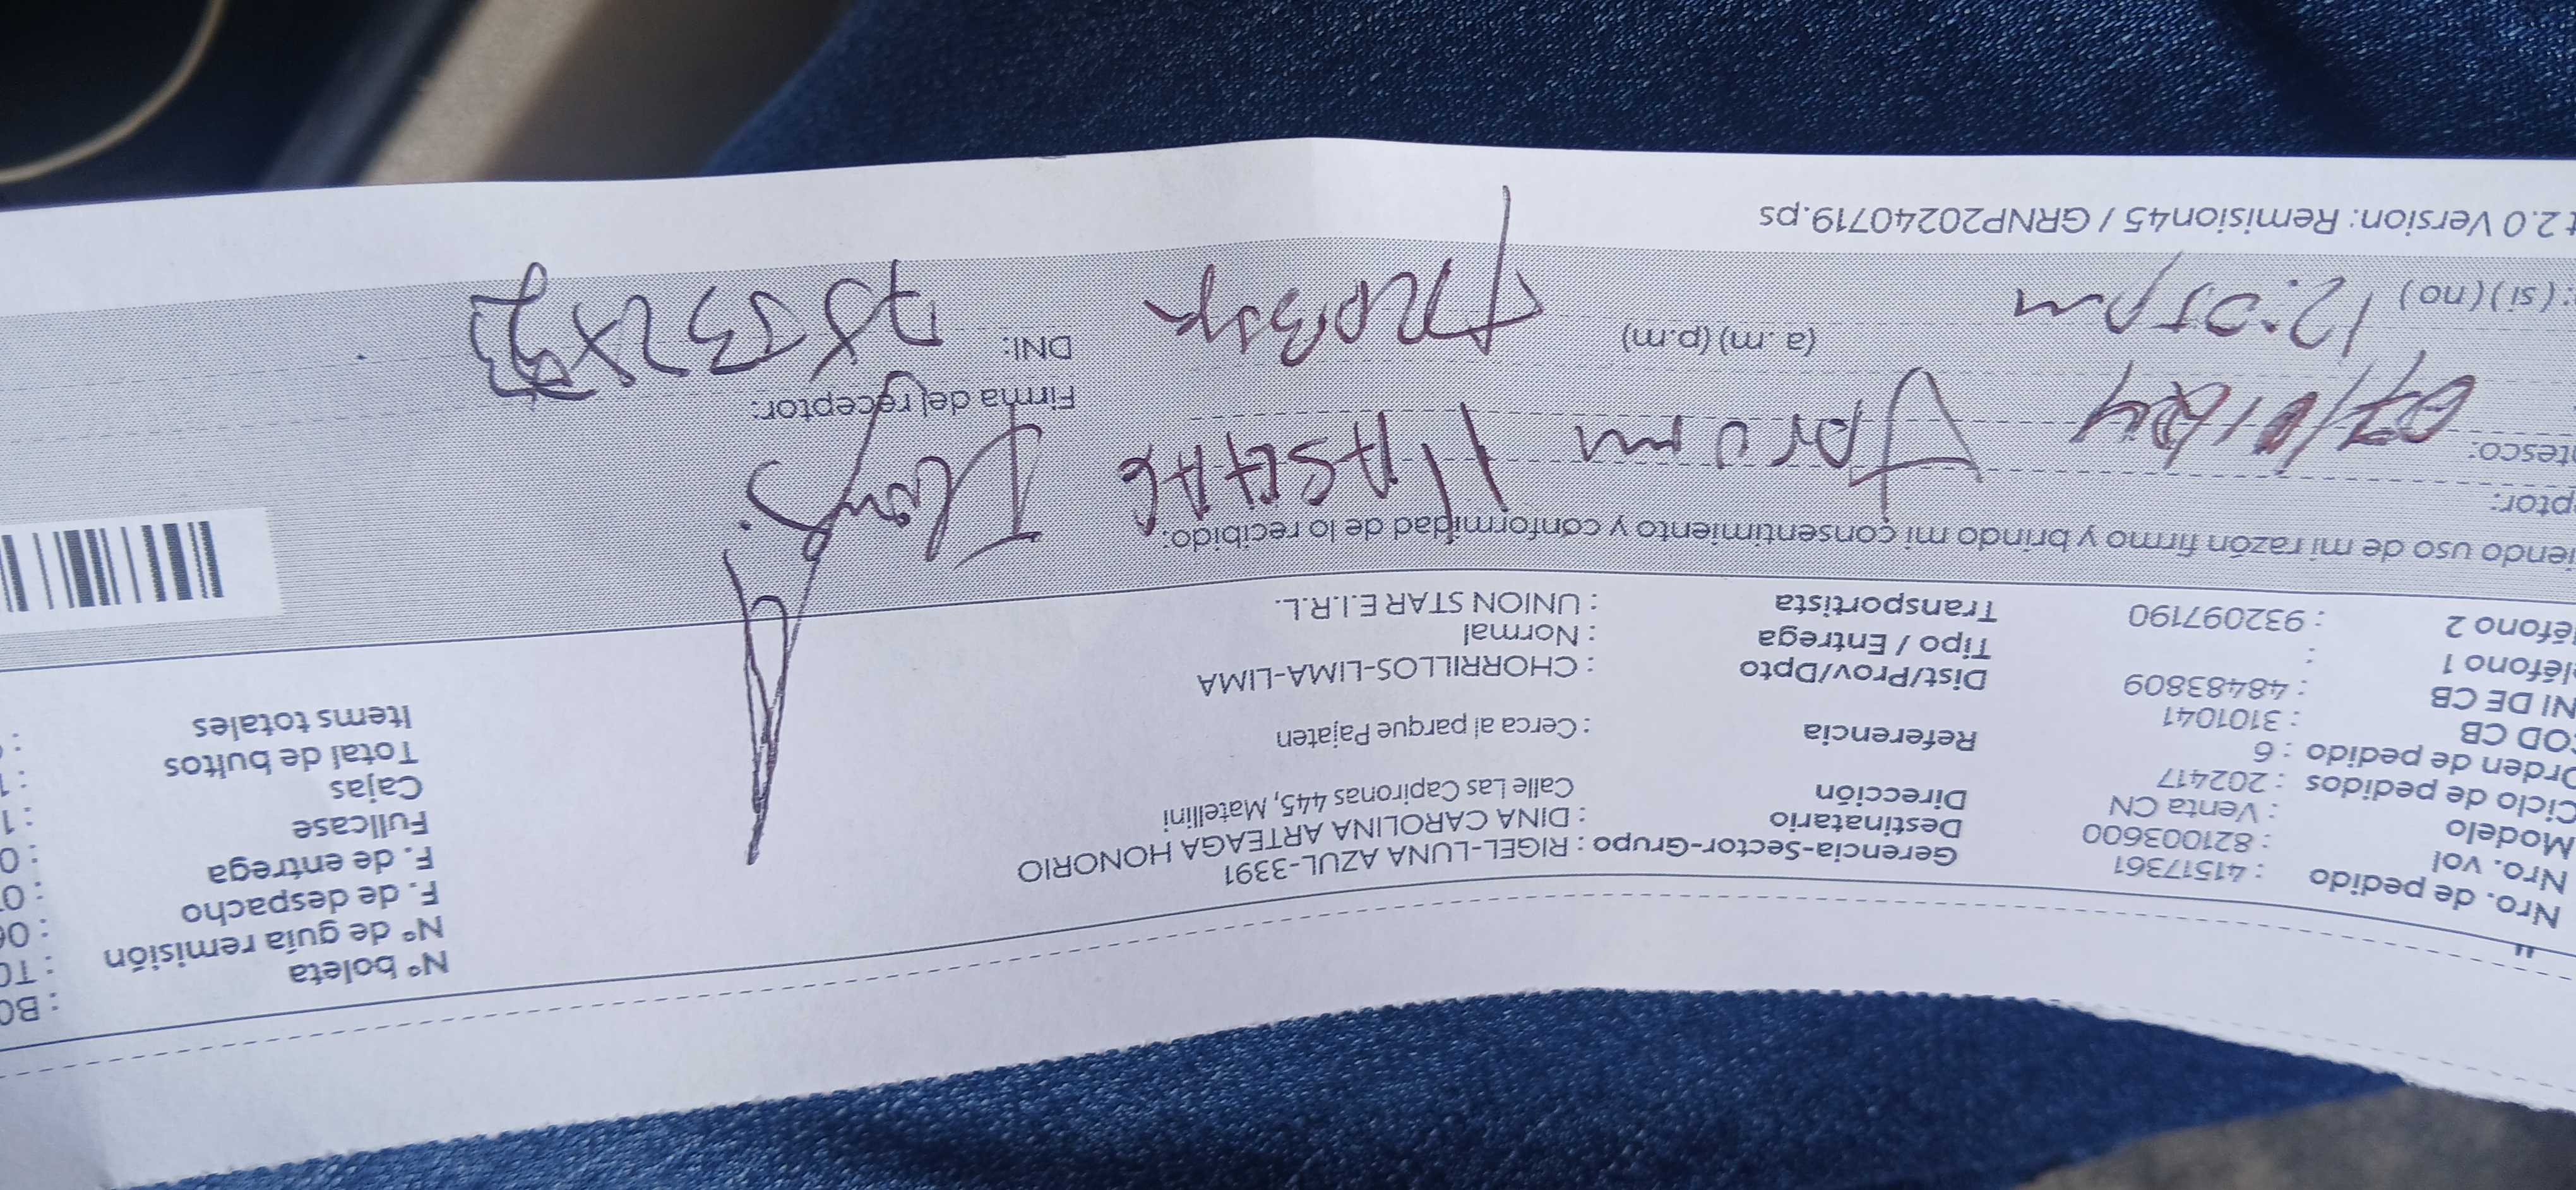 Nº boleta : B0
Nº de guía remisión : T0
F. de despacho
F. de entrega
Fullcase
Cajas
Total de bultos
Items totales
Nro. de pedido : 41517361
Nro. vol : 821003600
Modelo : Venta CN
Ciclo de pedidos : 202417
Orden de pedido : 6
COD CB : 3101041
NI DE CB : 48483809
léfono 1 :
léfono 2 : 932097190
Gerencia-Sector-Grupo : RIGEL-LUNA AZUL-3391
Destinatario : DINA CAROLINA ARTEAGA HONORIO
Dirección
Calle Las Capironas 445, Matellini
Referencia : Cerca al parque Pajaten
Dist/Prov/Dpto : CHORRILLOS-LIMA-LIMA
Tipo / Entrega : Normal
Transportista : UNION STAR E.I.R.L.
iendo uso de mi razón firmo y brindo mi consentimiento y conformidad de lo recibido:
ptor:
tesco:
Firma del receptor:
: (si) (no) 12:05pm (a.m) (p.m)
DNI:
t 2.0 Version: Remision45 / GRNP20240719.ps